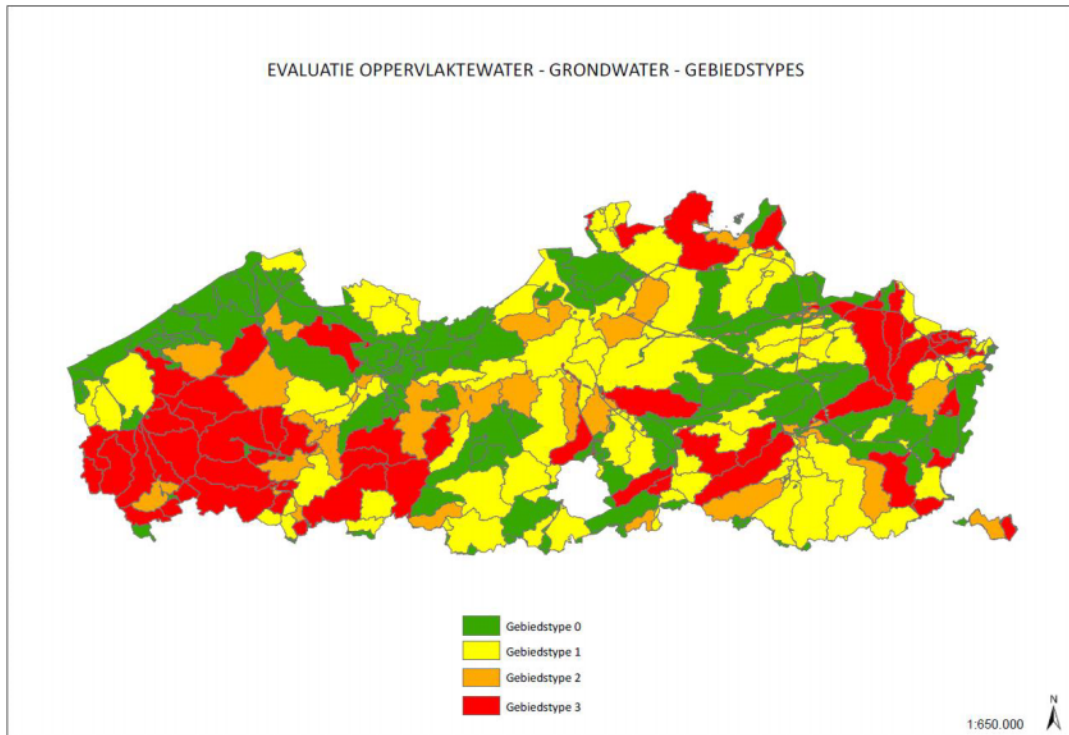 EVALUATIE OPPERVLAKTEWATER - GRONDWATER - GEBIEDSTYPES
Gebiedstype 0
Gebiedstype 1
Gebiedstype 2
Gebiedstype 3
N
1:650.000